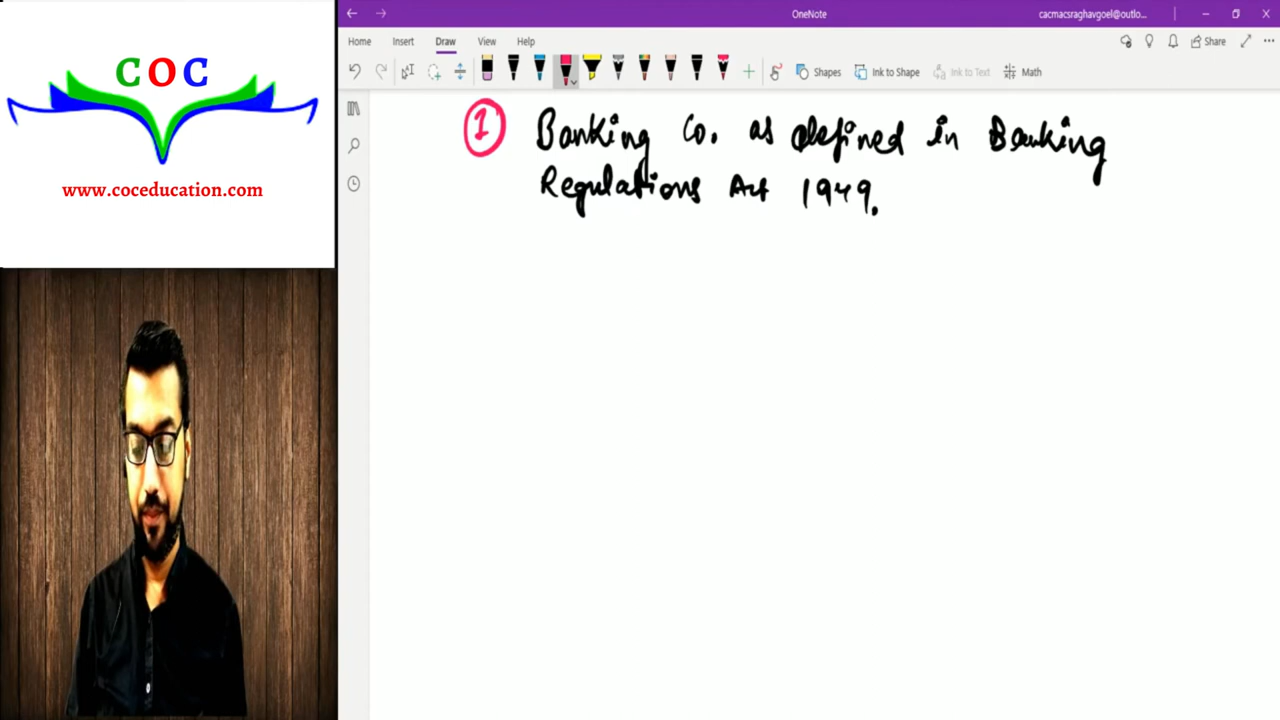 COC
www.coceducation.com
OneNote
cacmacsraghavgoel@outlo...
Home Insert Draw View Help
Share
Shapes Ink to Shape Ink to Text Math
1 Banking Co. as defined in Banking
Regulations Act 1949.